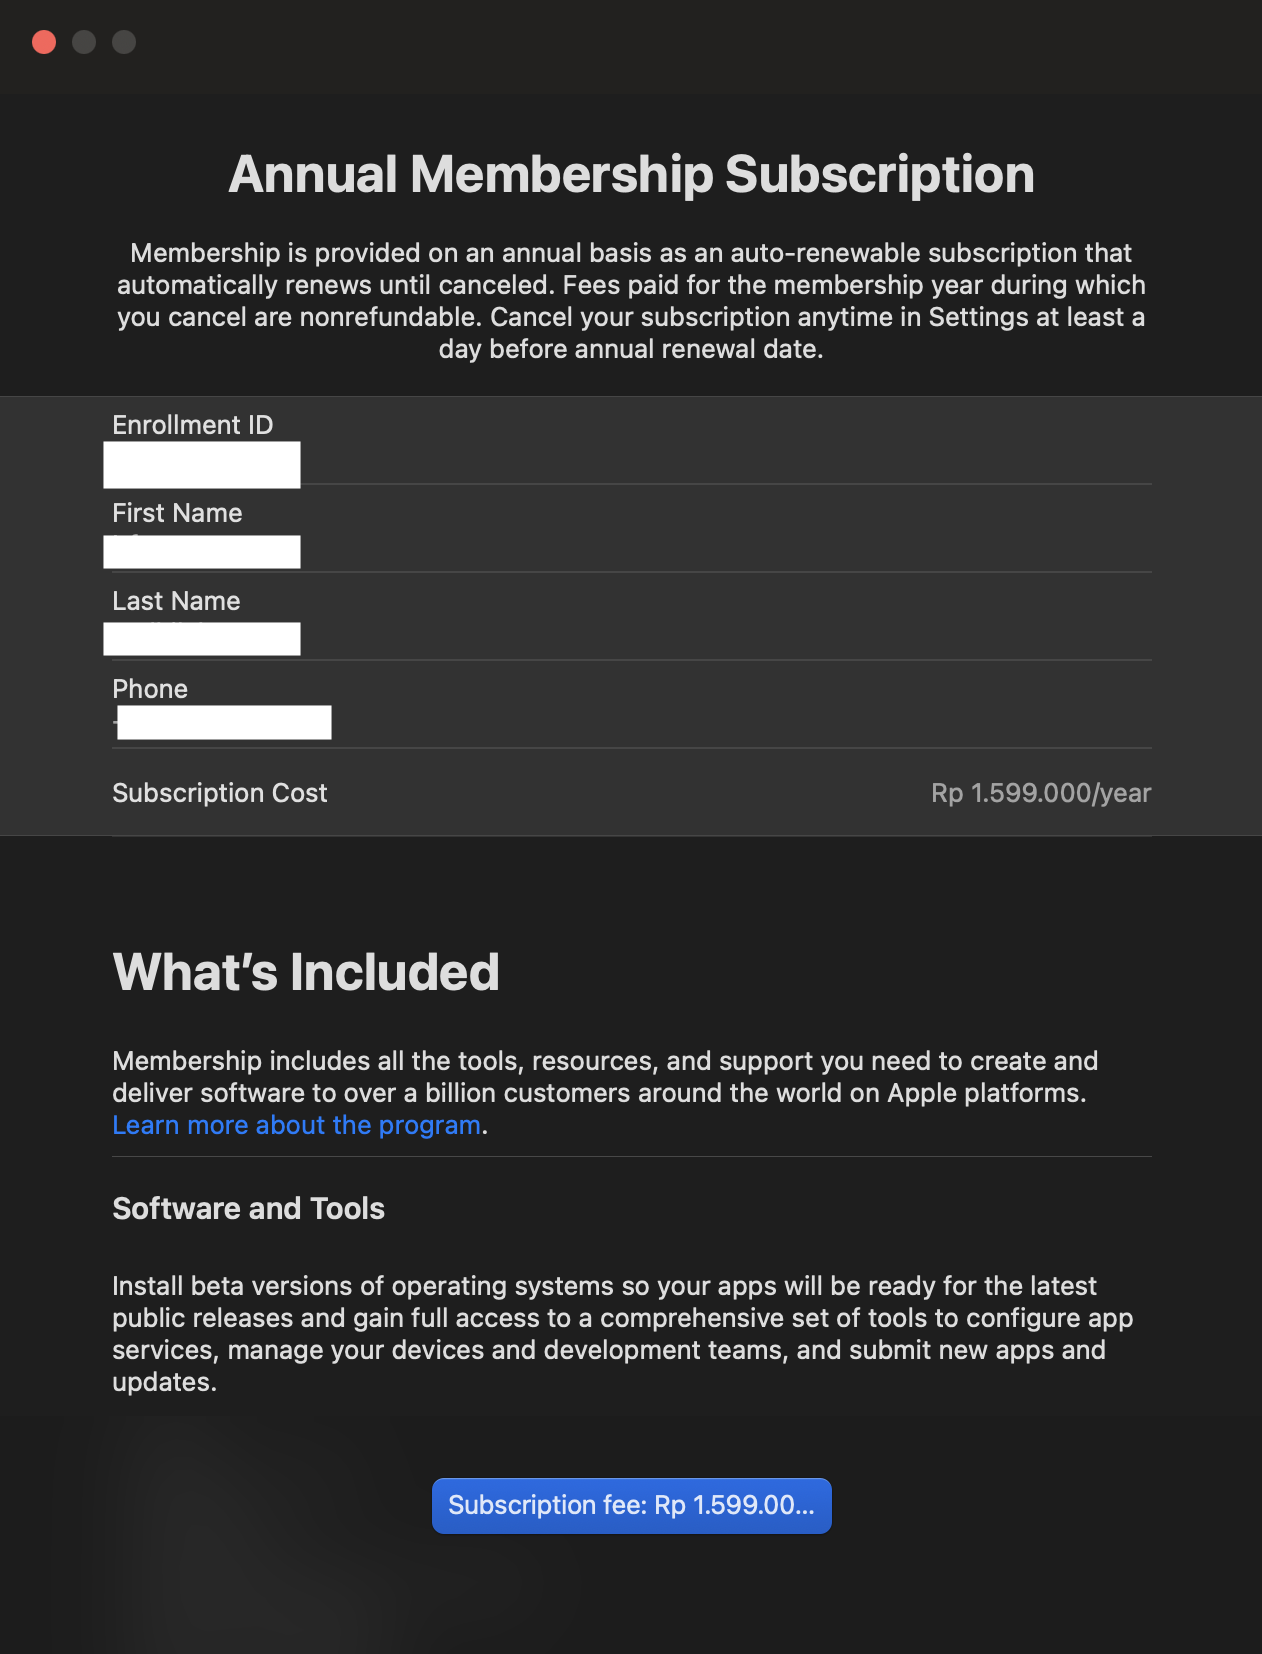 Annual Membership Subscription
Membership is provided on an annual basis as an auto-renewable subscription that
automatically renews until canceled. Fees paid for the membership year during which
you cancel are nonrefundable. Cancel your subscription anytime in Settings at least a
day before annual renewal date.
Enrollment ID
First Name
Last Name
Phone
Subscription Cost
Rp 1.599.000/year
What’s Included
Membership includes all the tools, resources, and support you need to create and
deliver software to over a billion customers around the world on Apple platforms.
Learn more about the program.
Software and Tools
Install beta versions of operating systems so your apps will be ready for the latest
public releases and gain full access to a comprehensive set of tools to configure app
services, manage your devices and development teams, and submit new apps and
updates.
Subscription fee: Rp 1.599.00...